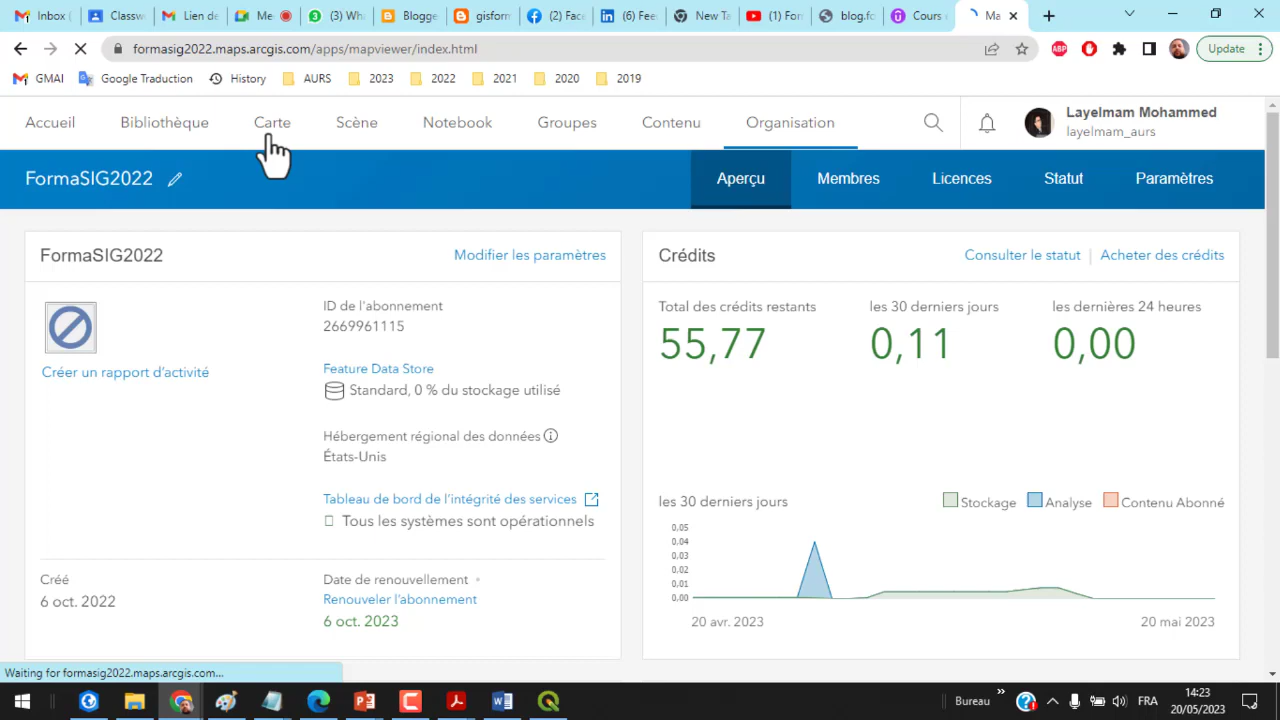 Inbox (
Classw
Lien de
Me
(3) Wha
Blogge
gisform
(2) Fac
(6) Fee
New Ta
(1) For
blog.fo
Cours
Ma
formasig2022.maps.arcgis.com/apps/mapviewer/index.html
ABP
Update
GMAI
Google Traduction
History
AURS
2023
2022
2021
2020
2019
Accueil
Bibliothèque
Carte
Scène
Notebook
Groupes
Contenu
Organisation
Layelmam Mohammed
layelmam_aurs
FormaSIG2022
Aperçu
Membres
Licences
Statut
Paramètres
FormaSIG2022
Modifier les paramètres
Créer un rapport d’activité
ID de l'abonnement
2669961115
Feature Data Store
Standard, 0 % du stockage utilisé
Hébergement régional des données
États-Unis
Tableau de bord de l’intégrité des services
Tous les systèmes sont opérationnels
Créé
6 oct. 2022
Date de renouvellement
Renouveler l’abonnement
6 oct. 2023
Crédits
Consulter le statut | Acheter des crédits
Total des crédits restants
55,77
les 30 derniers jours
0,11
les dernières 24 heures
0,00
les 30 derniers jours
Stockage
Analyse
Contenu Abonné
0.05
0.04
0,03
0,02
0,01
0,00
20 avr. 2023
20 mai 2023
Waiting for formasig2022.maps.arcgis.com...
Bureau
FRA
14:23
20/05/2023